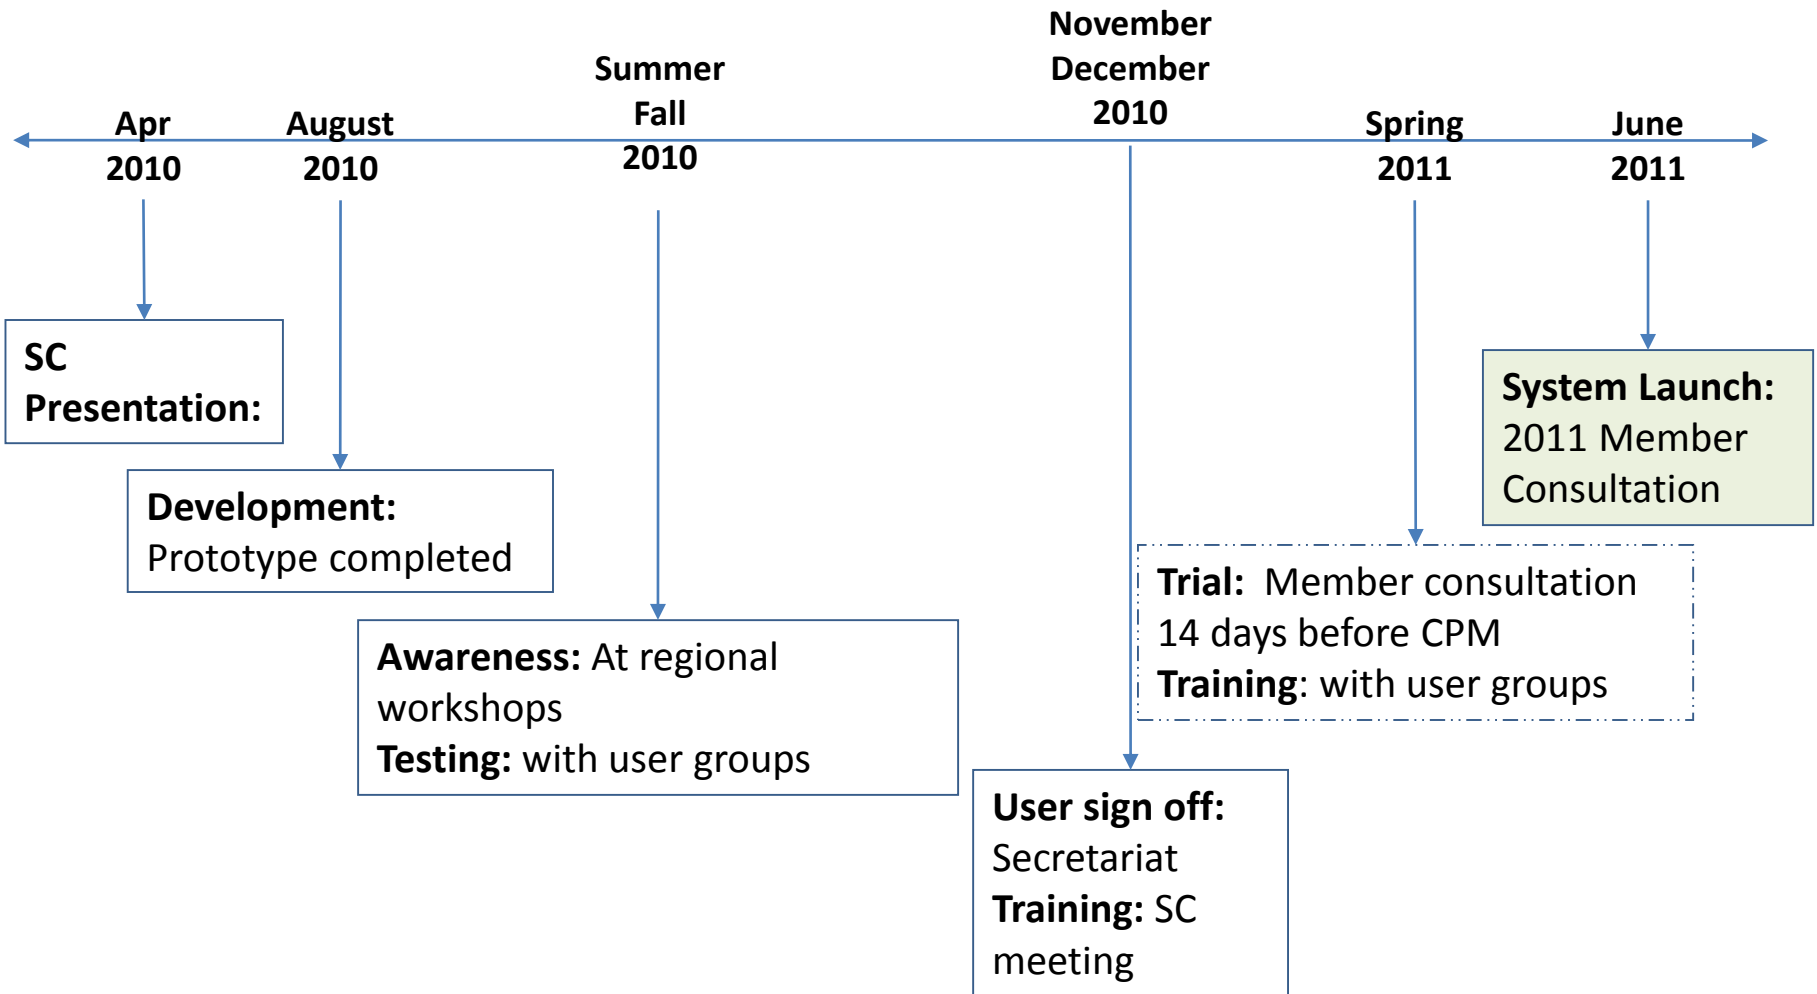 Apr
2010
August
2010
Summer
Fall
2010
November
December
2010
Spring
2011
June
2011
SC
Presentation:
Development:
Prototype completed
Awareness: At regional
workshops
Testing: with user groups
User sign off:
Secretariat
Training: SC
meeting
Trial:  Member consultation
14 days before CPM
Training: with user groups
System Launch:
2011 Member
Consultation